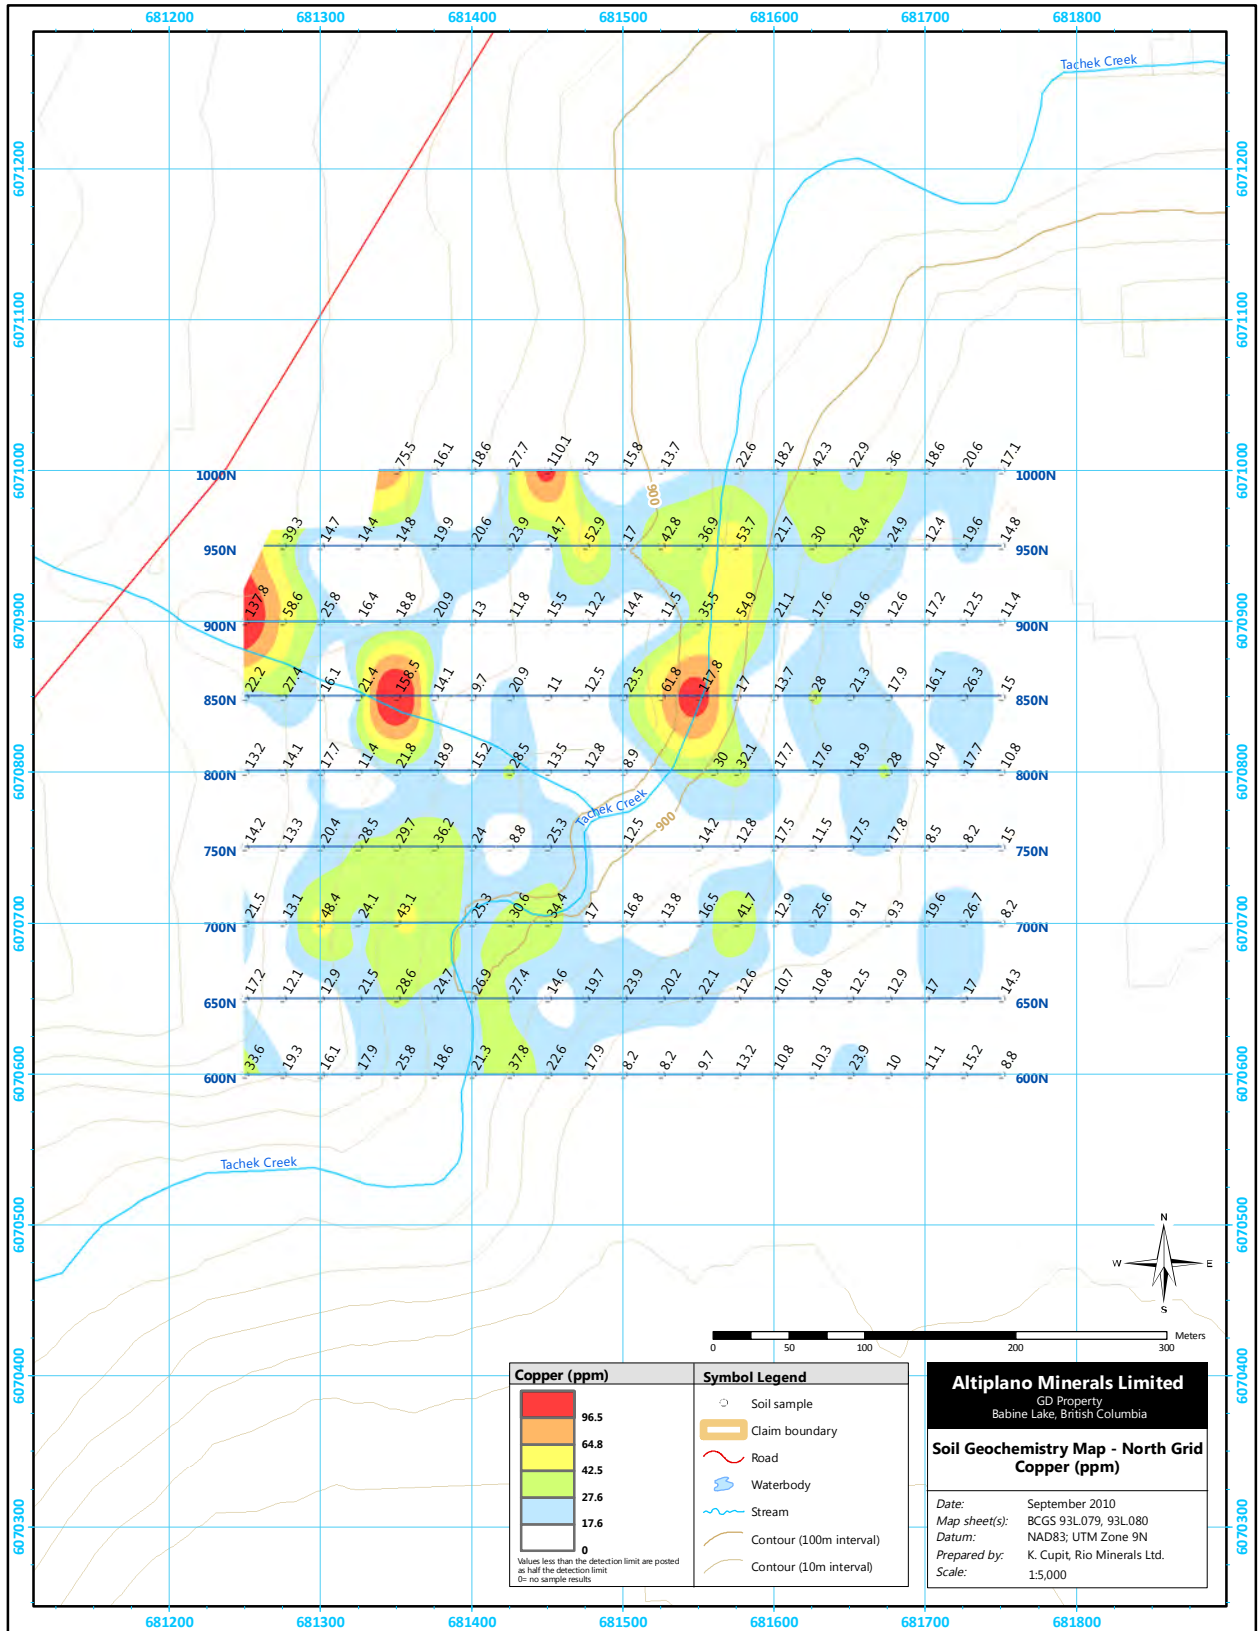 681200 681300 681400 681500 681600 681700 681800
Tachek Creek
6071200 6071200
6071100 6071100
6071000 6071000
75.5 16.1 18.6 27.7 110.1 13 15.8 13.7 22.6 18.2 42.3 22.9 36 18.6 20.6 17.1
1000N 1000N
900
39.3 14.7 14.4 14.8 19.9 20.6 23.9 14.7 52.9 17 42.8 36.9 53.7 21.7 30 28.4 24.9 12.4 19.6 14.8
950N 950N
137.8 58.6 25.8 16.4 18.8 20.9 13 11.8 15.5 12.2 14.4 11.5 35.5 54.9 21.1 17.6 19.6 12.6 17.2 12.5 11.4
900N 900N
6070900 6070900
22.2 27.4 16.1 21.4 158.5 14.1 9.7 20.9 11 12.5 23.5 61.8 117.8 17 13.7 28 21.3 17.9 16.1 26.3 15
850N 850N
13.2 14.1 17.7 11.4 21.8 18.9 15.2 28.5 13.5 12.8 8.9 30 32.1 17.7 17.6 18.9 28 10.4 17.7 10.8
800N 800N
6070800 6070800
Tachek Creek
900
14.2 13.3 20.4 28.5 29.7 36.2 24 8.8 25.3 12.5 14.2 12.8 17.5 11.5 17.5 17.8 8.5 8.2 15
750N 750N
21.5 13.1 48.4 24.1 43.1 25.3 30.6 34.4 17 16.8 13.8 16.5 41.7 12.9 25.6 9.1 9.3 19.6 26.7 8.2
700N 700N
6070700 6070700
17.2 12.1 12.9 21.5 28.6 24.7 26.9 27.4 14.6 19.7 23.9 20.2 22.1 12.6 10.7 10.8 12.5 12.9 17 17 14.3
650N 650N
33.6 19.3 16.1 17.9 25.8 18.6 21.3 37.8 22.6 17.9 8.2 8.2 9.7 13.2 10.8 10.3 23.9 10 11.1 15.2 8.8
600N 600N
6070600 6070600
Tachek Creek
6070500 6070500
N
W E
S
Meters
0 50 100 200 300
6070400 6070400
Copper (ppm)
96.5
64.8
42.5
27.6
17.6
0
Values less than the detection limit are posted
as half the detection limit
0= no sample results
Symbol Legend
Soil sample
Claim boundary
Road
Waterbody
Stream
Contour (100m interval)
Contour (10m interval)
Altiplano Minerals Limited
GD Property
Babine Lake, British Columbia
Soil Geochemistry Map - North Grid
Copper (ppm)
Date: September 2010
Map sheet(s): BCGS 93L.079, 93L.080
Datum: NAD83; UTM Zone 9N
Prepared by: K. Cupit, Rio Minerals Ltd.
Scale: 1:5,000
6070300 6070300
681200 681300 681400 681500 681600 681700 681800